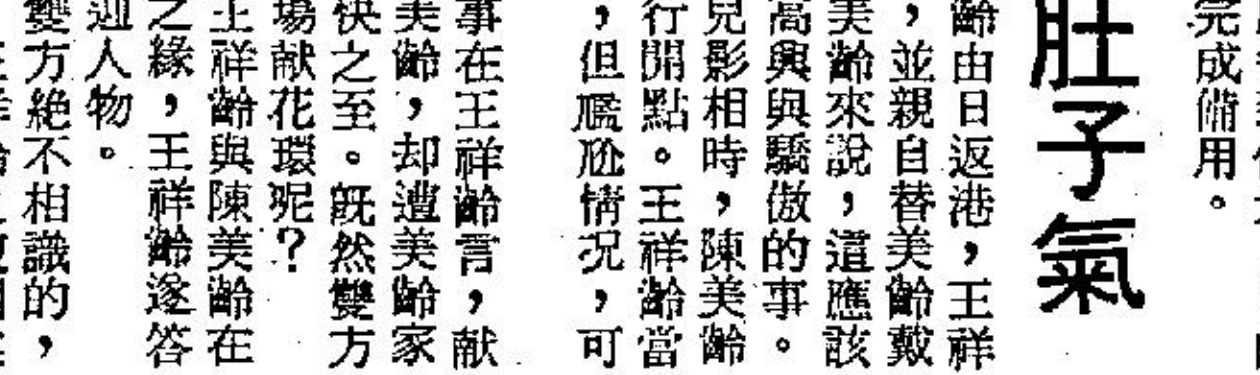 完成備用。
肚子氣
齡由日返港，王祥
，並親自替美齡戴
美齡來說，這應該
高興與驕傲的事。
兒影相時，陳美齡
行開點。王祥齡當
，但尷尬情況，可
事在王祥齡言，献
美齡，却遭美齡家
快之至。既然雙方
場献花環呢？
王祥齡與陳美齡在
之緣，王祥齡遂答
迎人物。
雙方絶不相識的，